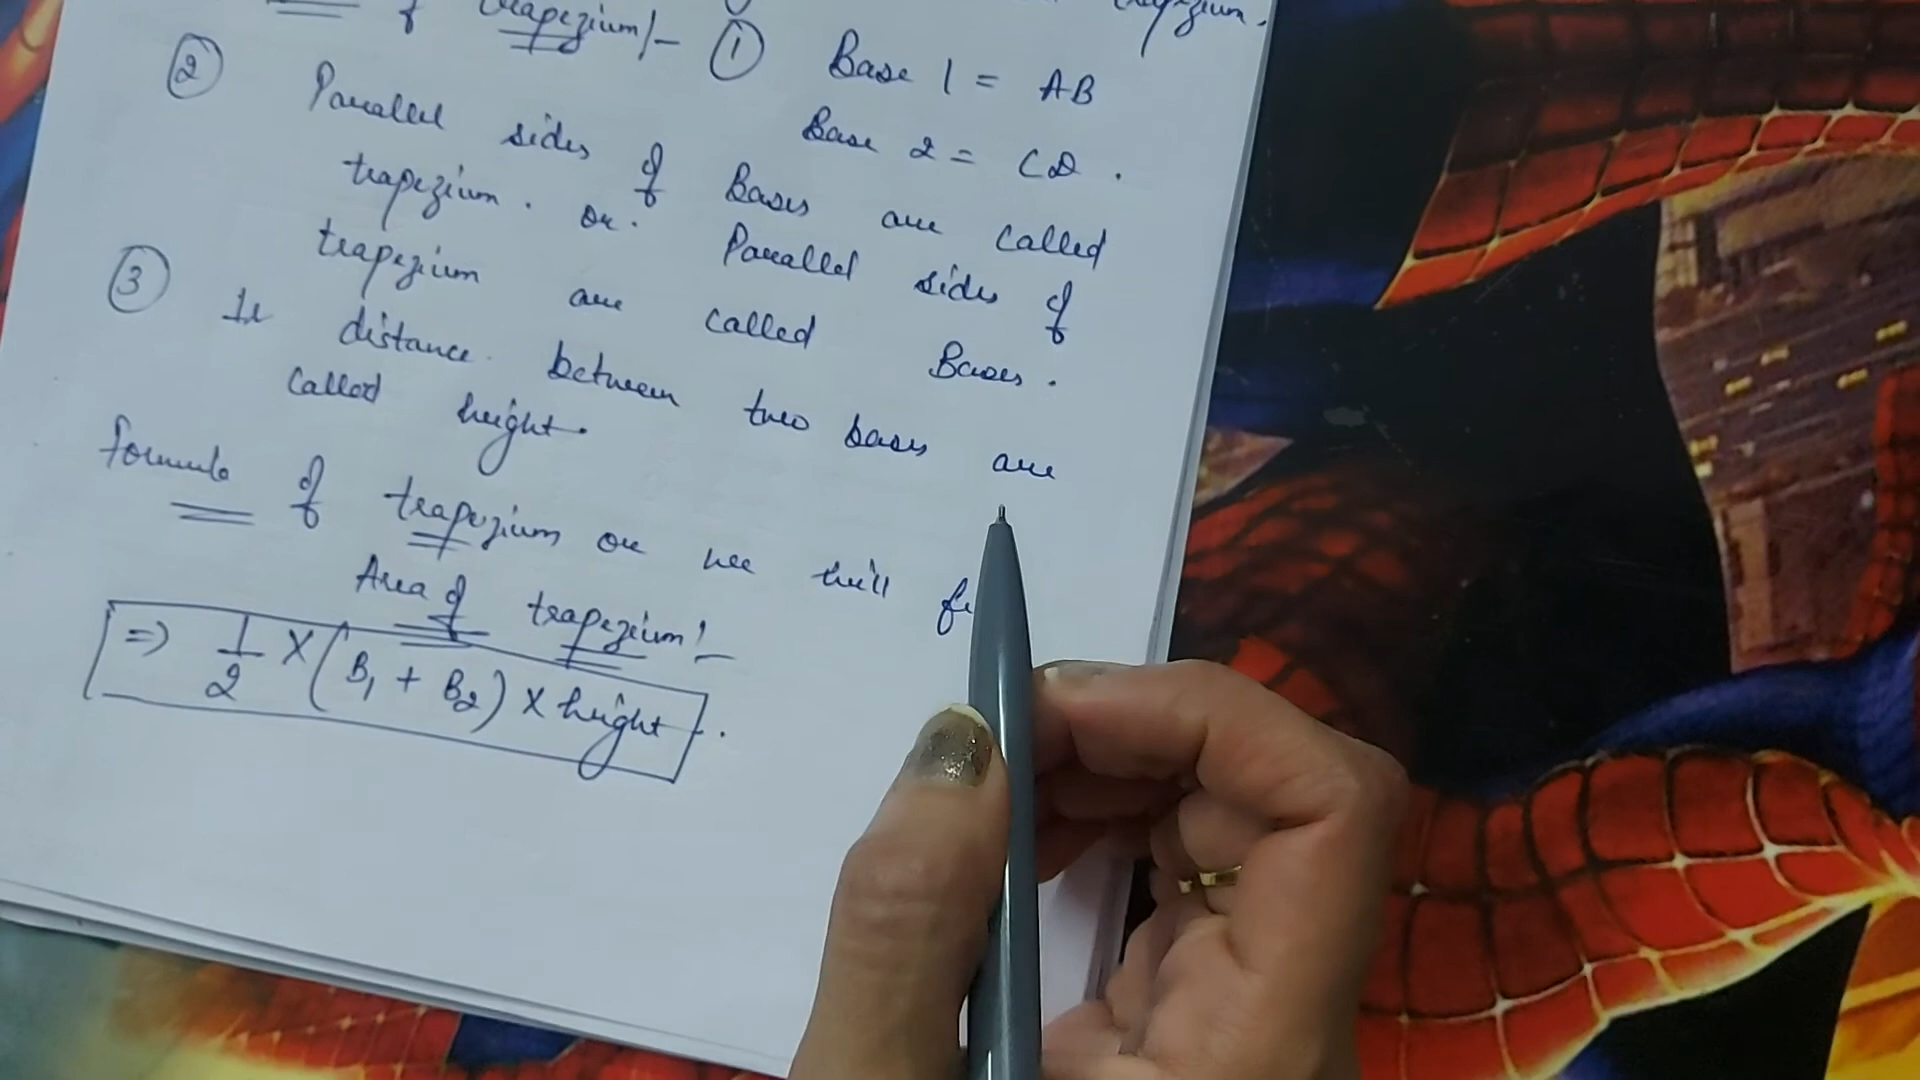 of trapezium :- ① Base 1 = AB
trapezium.
Base 2 = CD .
② Parallel sides of Bases are called
trapezium . or . Parallel sides of
trapezium are called Bases .
③ distance between two bases are
called height .
Formula of trapezium or we will
Area of trapezium :-
=> 1/2 X (B₁ + B₂) X height .